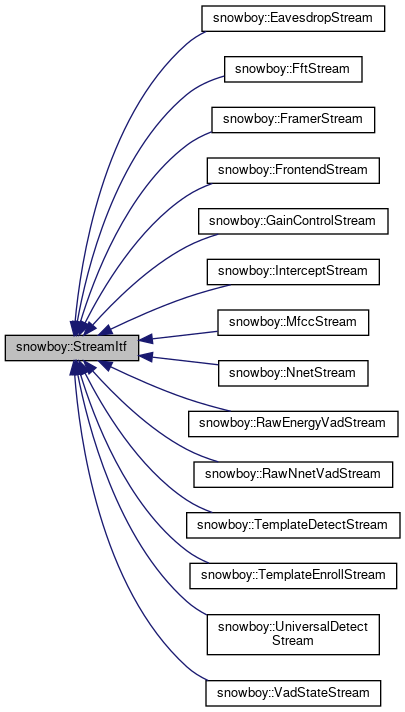 snowboy::EavesdropStream
snowboy::FftStream
snowboy::FramerStream
snowboy::FrontendStream
snowboy::GainControlStream
snowboy::InterceptStream
snowboy::MfccStream
snowboy::StreamItf
snowboy::NnetStream
snowboy::RawEnergyVadStream
snowboy::RawNnetVadStream
snowboy::TemplateDetectStream
snowboy::TemplateEnrollStream
snowboy::UniversalDetect
Stream
snowboy::VadStateStream